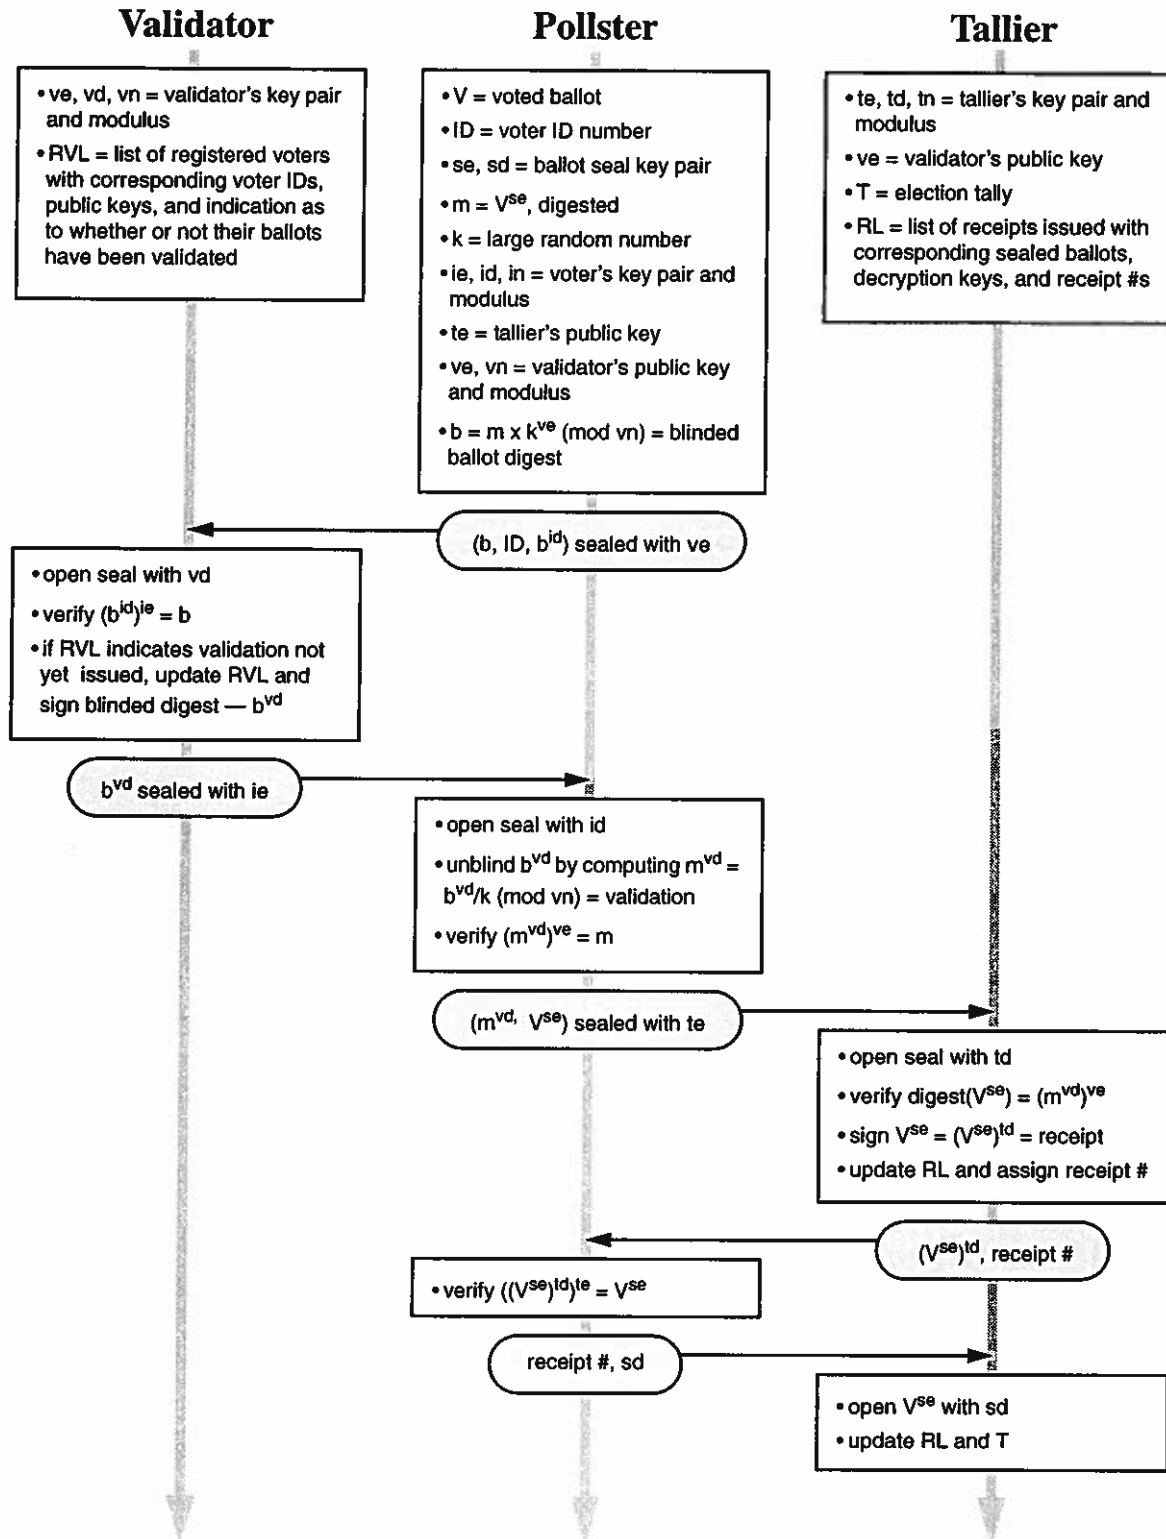 Validator
Pollster
Tallier
• ve, vd, vn = validator's key pair
and modulus
• RVL = list of registered voters
with corresponding voter IDs,
public keys, and indication as
to whether or not their ballots
have been validated
• V = voted ballot
• ID = voter ID number
• se, sd = ballot seal key pair
• m = V^se, digested
• k = large random number
• ie, id, in = voter's key pair and
modulus
• te = tallier's public key
• ve, vn = validator's public key
and modulus
• b = m x k^ve (mod vn) = blinded
ballot digest
• te, td, tn = tallier's key pair and
modulus
• ve = validator's public key
• T = election tally
• RL = list of receipts issued with
corresponding sealed ballots,
decryption keys, and receipt #s
(b, ID, b^id) sealed with ve
• open seal with vd
• verify (b^id)^ie = b
• if RVL indicates validation not
yet issued, update RVL and
sign blinded digest — b^vd
b^vd sealed with ie
• open seal with id
• unblind b^vd by computing m^vd =
b^vd/k (mod vn) = validation
• verify (m^vd)^ve = m
(m^vd, V^se) sealed with te
• open seal with td
• verify digest(V^se) = (m^vd)^ve
• sign V^se = (V^se)^td = receipt
• update RL and assign receipt #
(V^se)^td, receipt #
• verify ((V^se)^td)^te = V^se
receipt #, sd
• open V^se with sd
• update RL and T